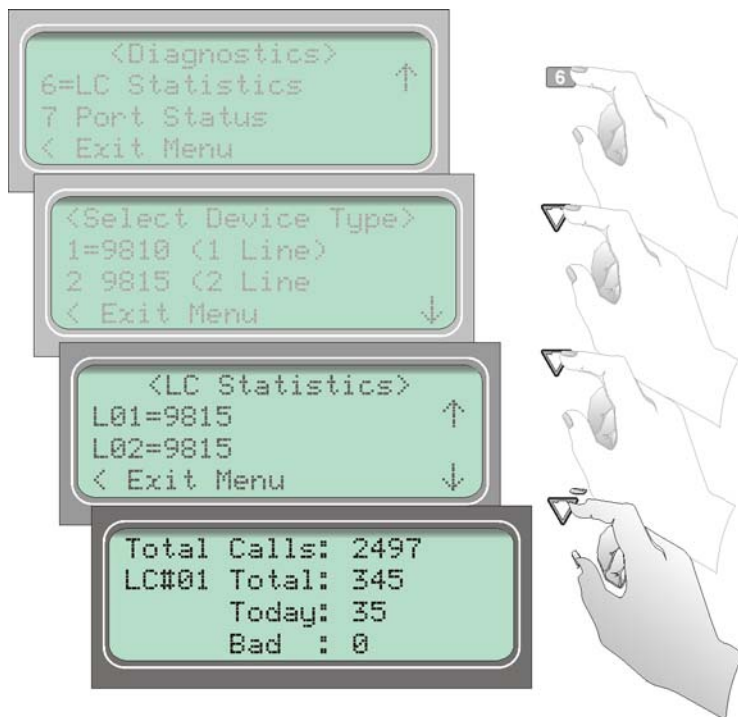 <Diagnostics>
6=LC Statistics ↑
7 Port Status
< Exit Menu
6
<Select Device Type>
1=9810 (1 Line)
2 9815 (2 Line
< Exit Menu ↓
<LC Statistics>
L01=9815 ↑
L02=9815
< Exit Menu ↓
Total Calls: 2497
LC#01 Total: 345
Today: 35
Bad : 0